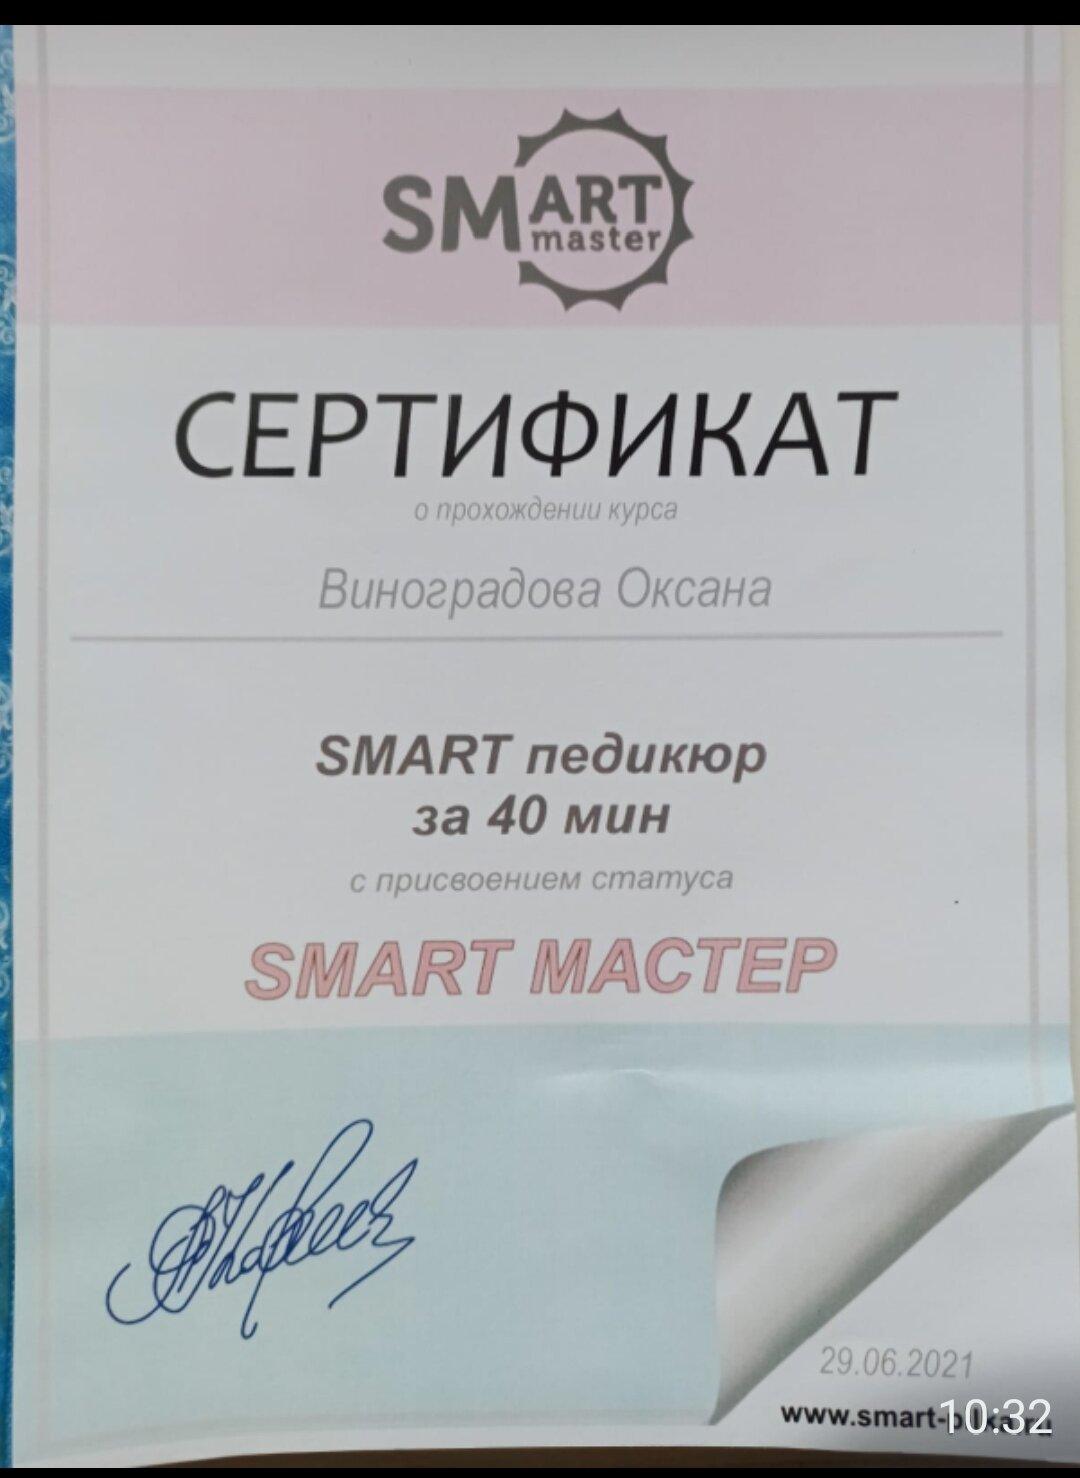 SMART
master
СЕРТИФИКАТ
о прохождении курса
Виноградова Оксана
SMART педикюр
за 40 мин
с присвоением статуса
SMART МАСТЕР
29.06.2021
10:32